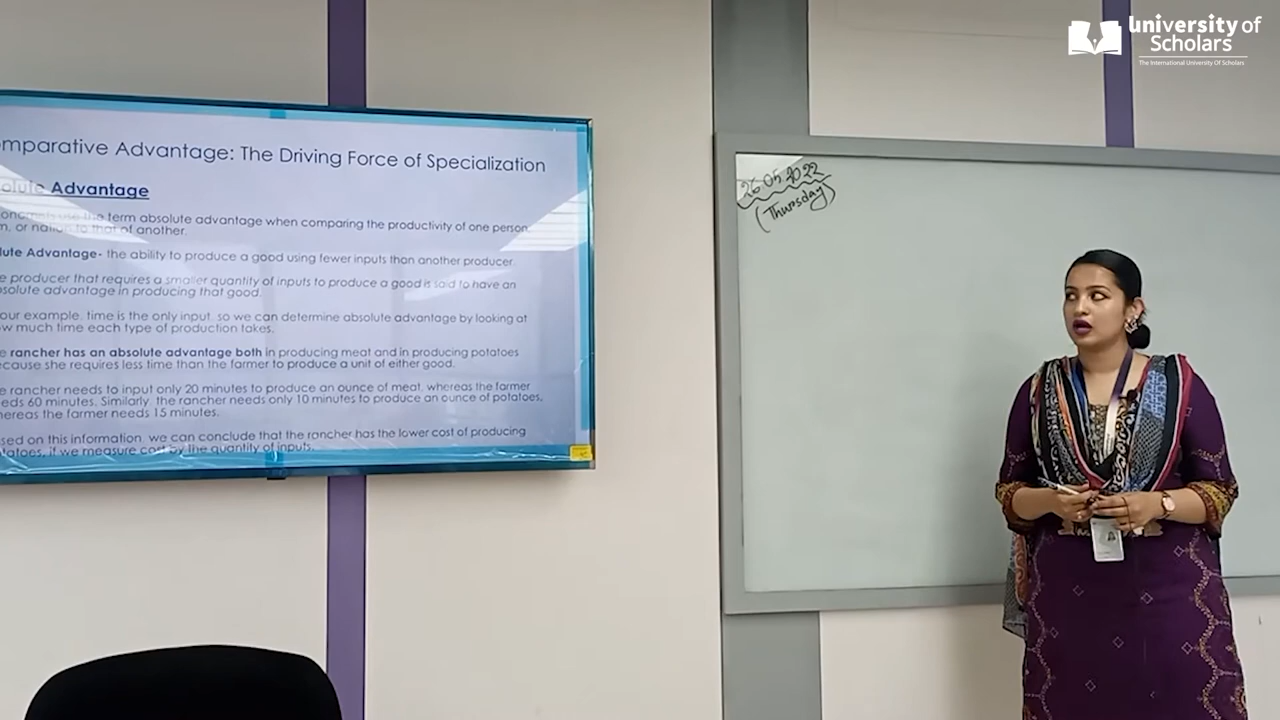 omparative Advantage: The Driving Force of Specialization
solute Advantage
onomists use the term absolute advantage when comparing the productivity of one person,
m, or nation to that of another.
lute Advantage- the ability to produce a good using fewer inputs than another producer.
e producer that requires a smaller quantity of inputs to produce a good is said to have an
solute advantage in producing that good.
our example, time is the only input, so we can determine absolute advantage by looking at
w much time each type of production takes.
e rancher has an absolute advantage both in producing meat and in producing potatoes
ecause she requires less time than the farmer to produce a unit of either good.
e rancher needs to input only 20 minutes to produce an ounce of meat, whereas the farmer
eds 60 minutes. Similarly, the rancher needs only 10 minutes to produce an ounce of potatoes,
hereas the farmer needs 15 minutes.
sed on this information, we can conclude that the rancher has the lower cost of producing
tatoes, if we measure cost by the quantity of inputs.
26.05.2022
(Thursday)
University of
Scholars
The International University Of Scholars